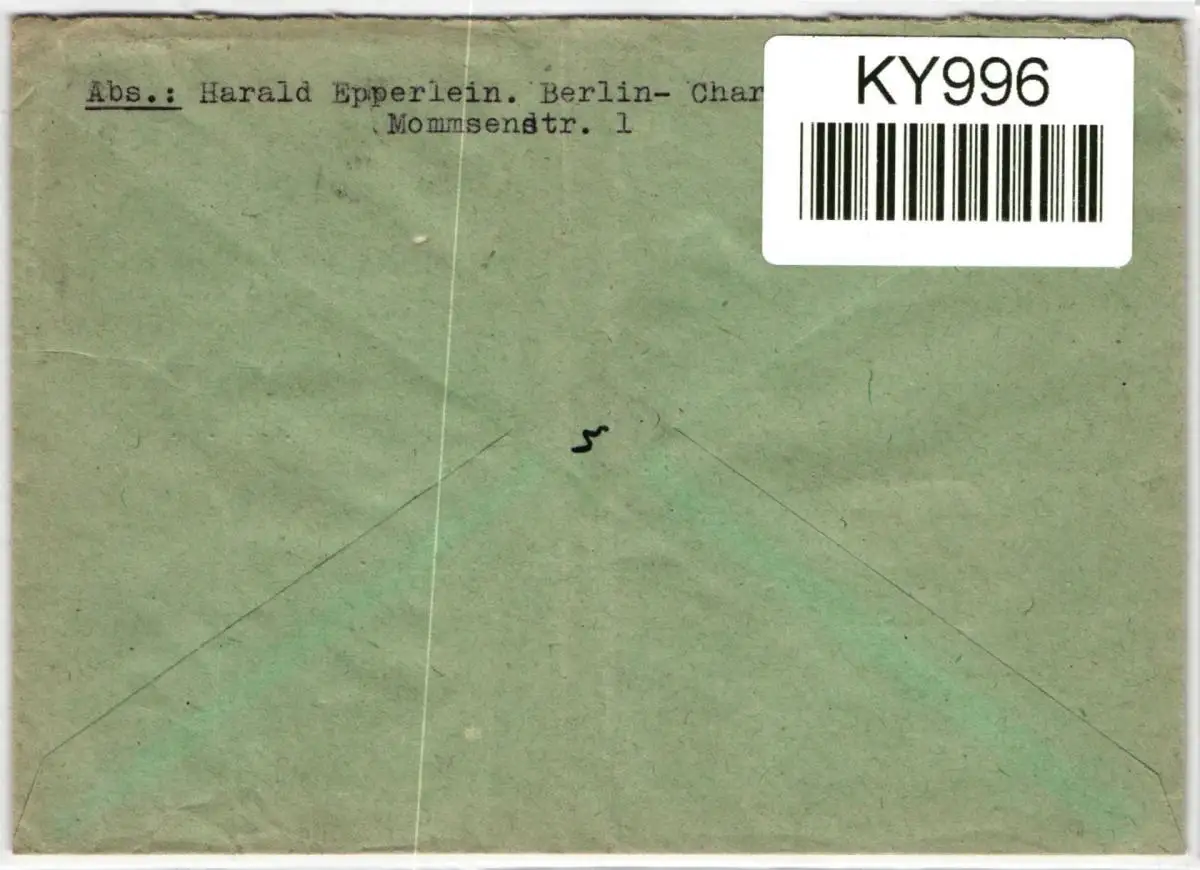 Abs.: Harald Epperlein. Berlin- Char
Mommsenstr. 1
KY996